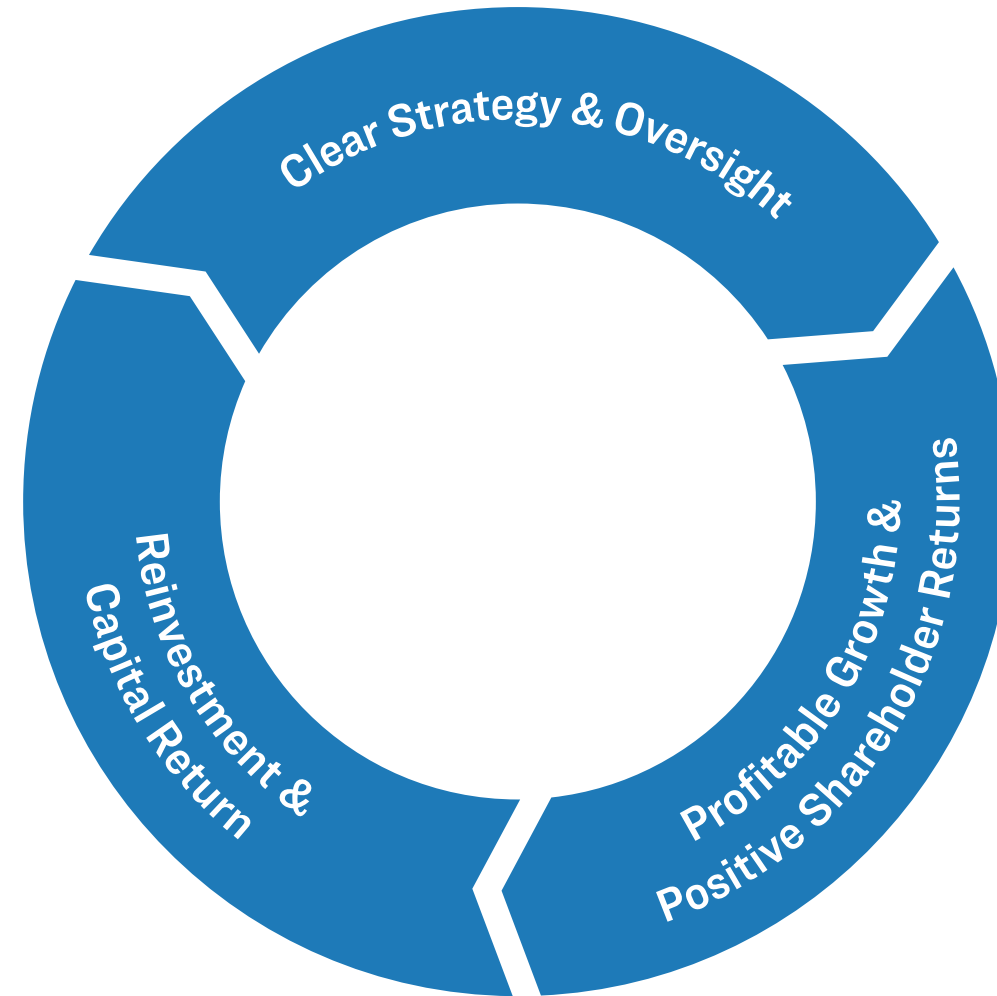 Clear Strategy & Oversight
Profitable Growth &
Positive Shareholder Returns
Reinvestment &
Capital Return